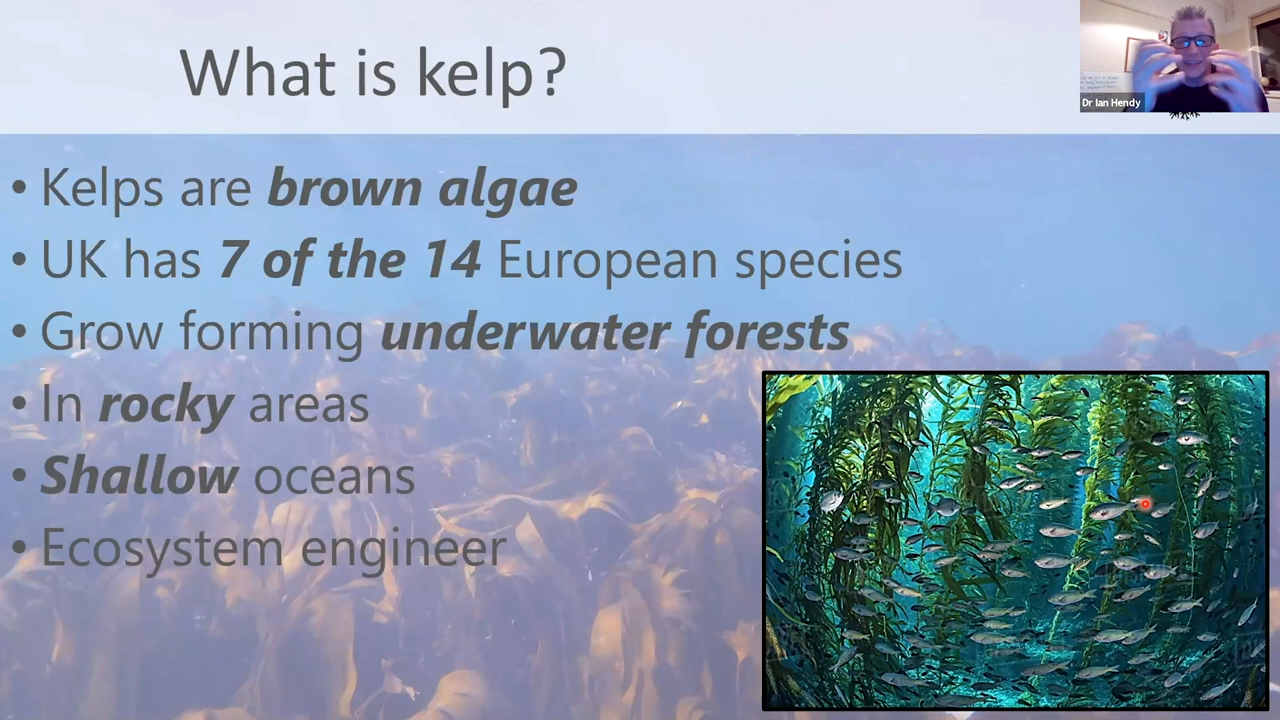 What is kelp?
Dr Ian Hendy
• Kelps are brown algae
• UK has 7 of the 14 European species
• Grow forming underwater forests
• In rocky areas
• Shallow oceans
• Ecosystem engineer